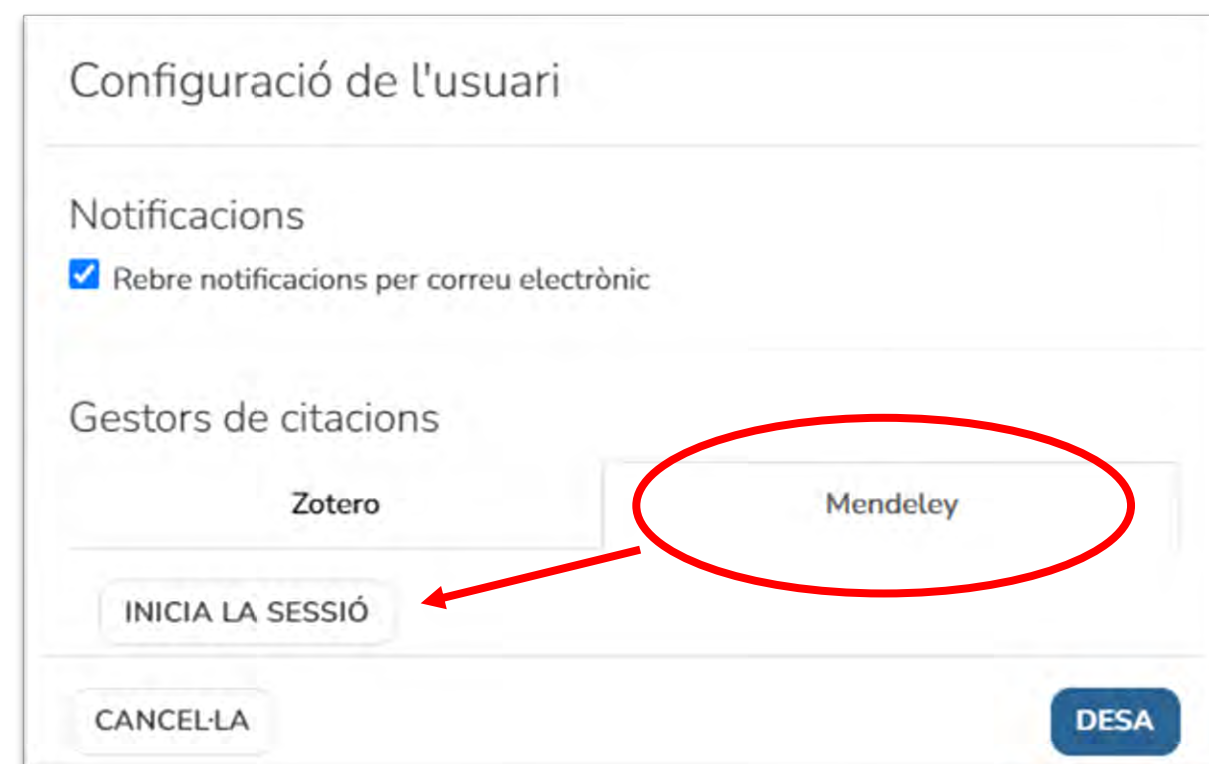 Configuració de l'usuari
Notificacions
Rebre notificacions per correu electrònic
Gestors de citacions
Zotero Mendeley
INICIA LA SESSIÓ
CANCEL·LA DESA